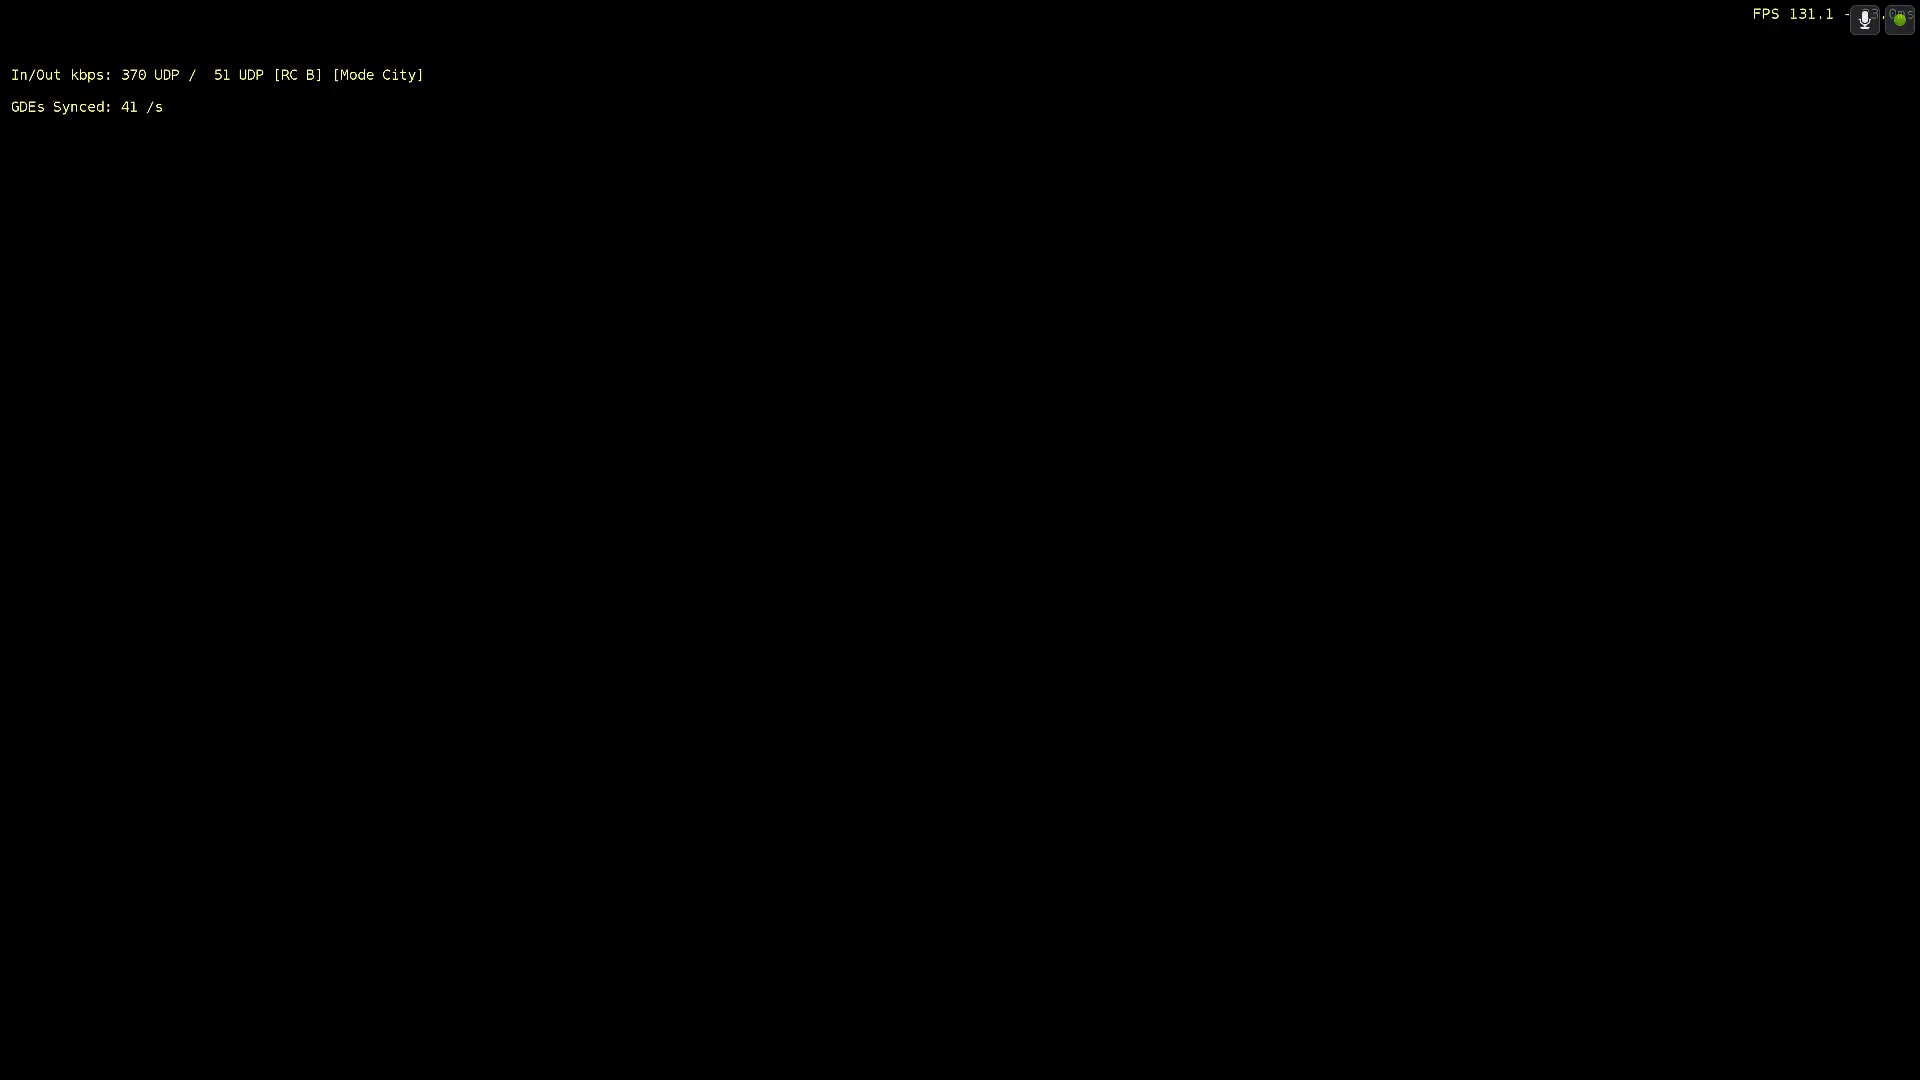 FPS 131.1 -
In/Out kbps: 370 UDP /  51 UDP [RC B] [Mode City]
GDEs Synced: 41 /s